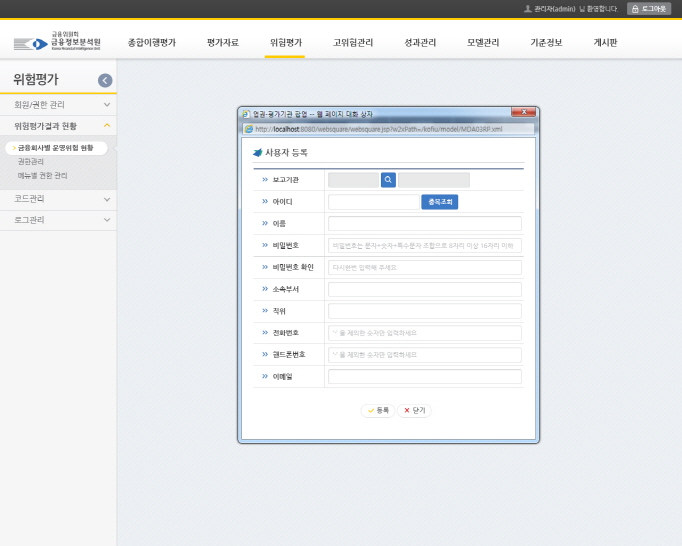 관리자(admin) 님 환영합니다
로그아웃
금융위원회
금융정보분석원
Korea Financial Intelligence Unit
종합이행평가
평가자료
위험평가
고위험관리
성과관리
모델관리
기준정보
게시판
위험평가
회원/권한 관리
위험평가결과 현황
금융회사별 운영위험 현황
권한관리
메뉴별 권한 관리
코드관리
로그관리
유관-평가기관 팝업 -- 웹 페이지 대화 상자
http://localhost:8080/websquare/websquare.jsp?w2xPath=/kofiu/model/MDA03RP.xml
사용자 등록
보고기관
아이디
중복조회
이름
비밀번호
비밀번호는 문자+숫자+특수문자 조합으로 8자리 이상 16자리 이하
비밀번호 확인
다시한번 입력해 주세요
소속부서
직위
전화번호
'-' 을 제외한 숫자만 입력하세요
핸드폰번호
'-' 을 제외한 숫자만 입력하세요
이메일
등록
닫기